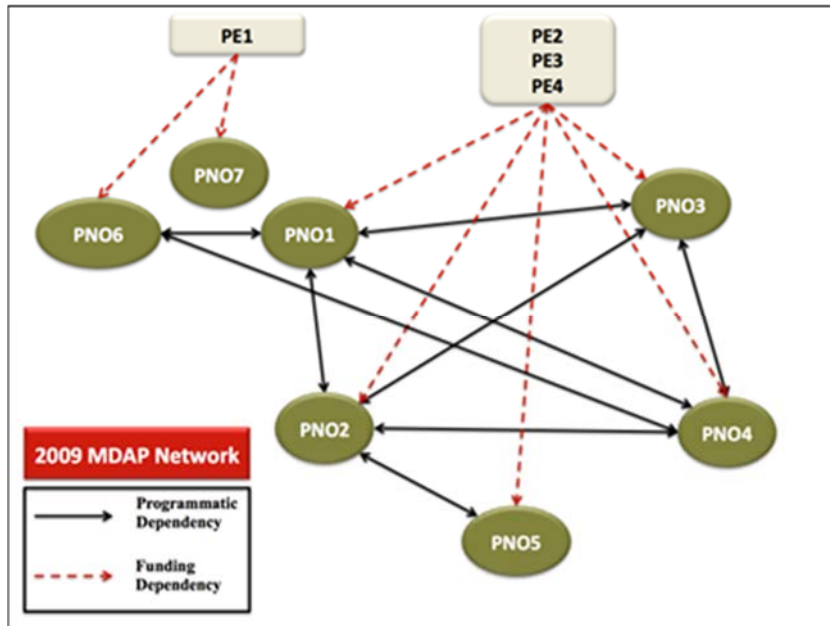 PE1
PE2
PE3
PE4
PNO7
PNO3
PNO6
PNO1
PNO2
PNO4
2009 MDAP Network
Programmatic
Dependency
PNO5
Funding
Dependency